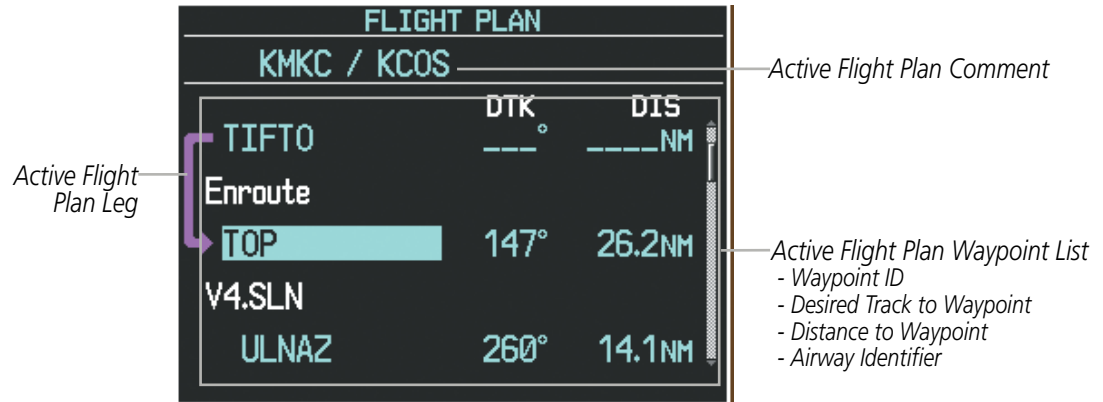 FLIGHT PLAN
KMKC / KCOS
Active Flight Plan Comment
DTK DIS
TIFTO ___° ____NM
Active Flight
Plan Leg
Enroute
TOP 147° 26.2NM
Active Flight Plan Waypoint List
- Waypoint ID
- Desired Track to Waypoint
- Distance to Waypoint
- Airway Identifier
V4.SLN
ULNAZ 260° 14.1NM